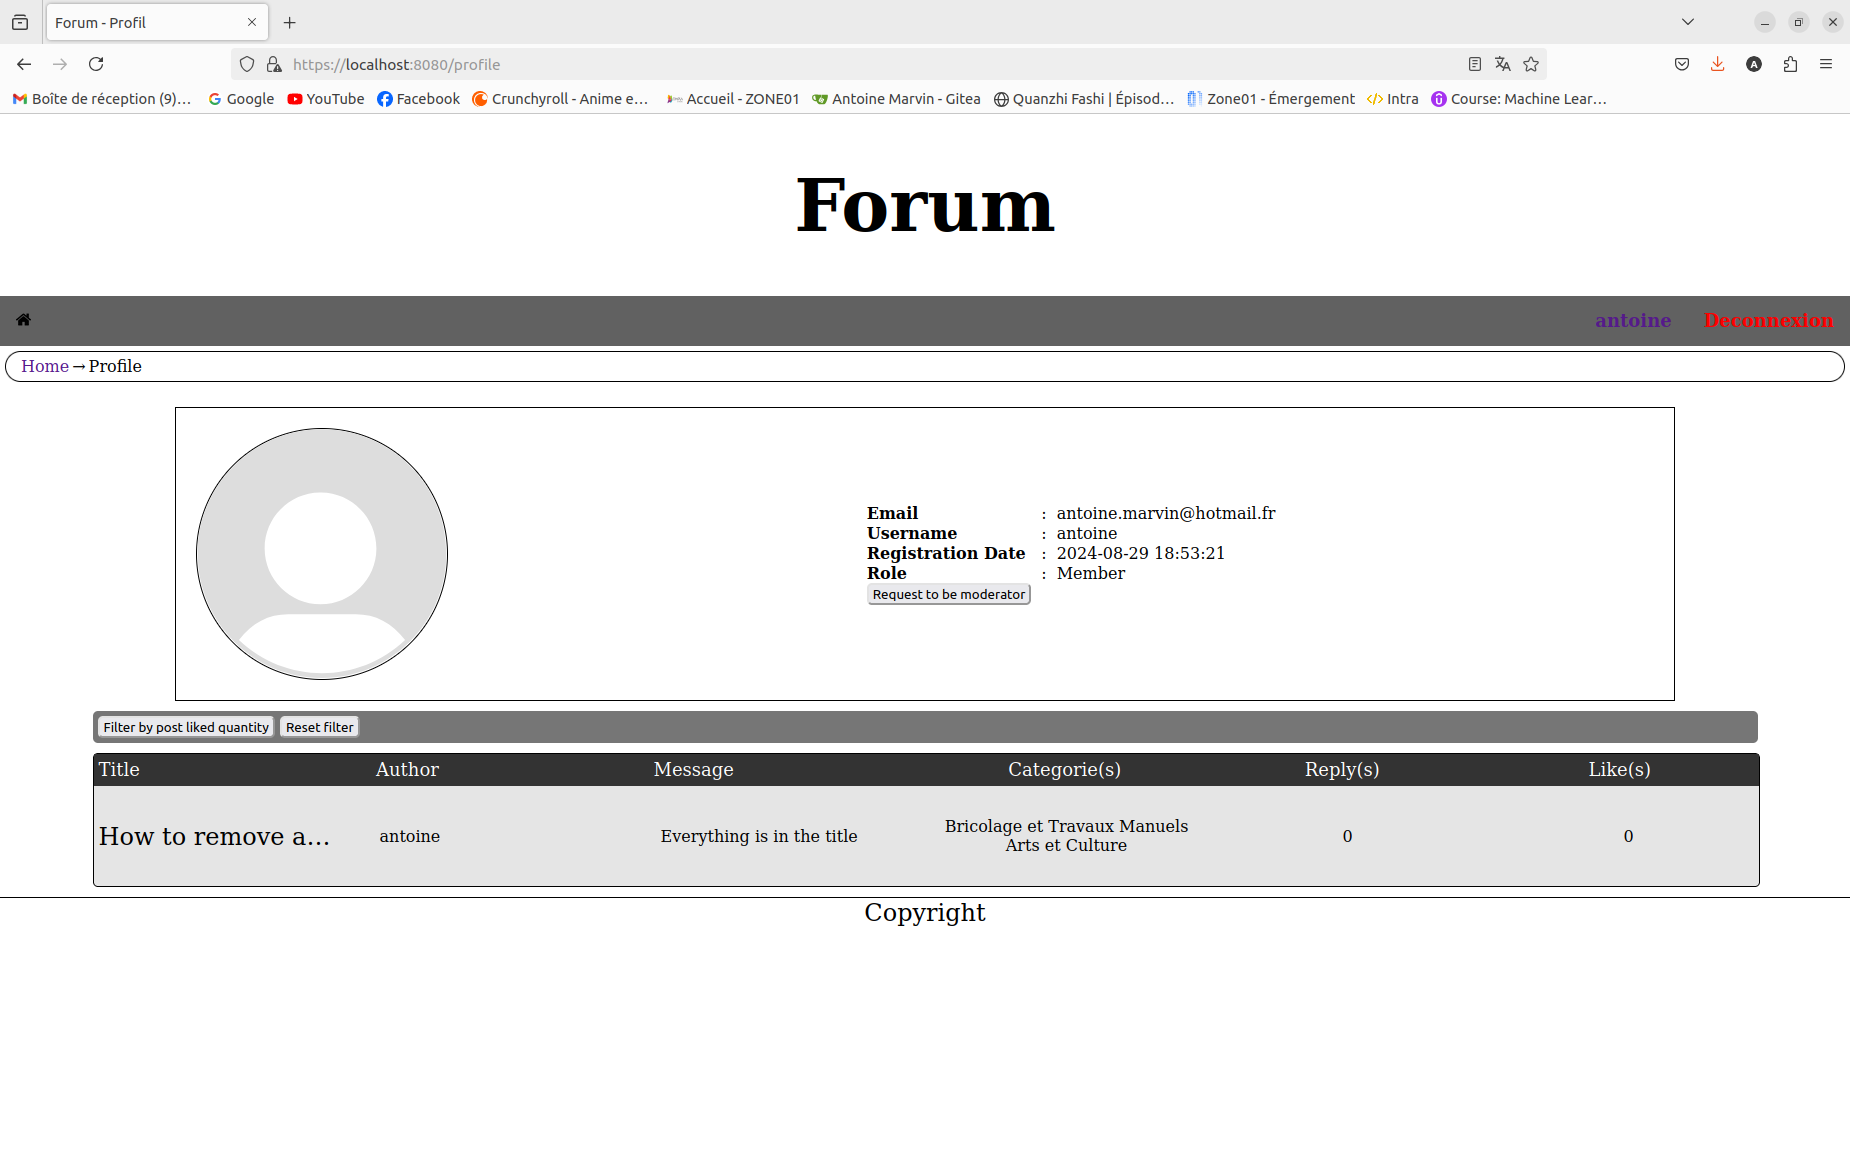 Forum - Profil
https://localhost:8080/profile
Boîte de réception (9)… Google YouTube Facebook Crunchyroll - Anime e… Accueil - ZONE01 Antoine Marvin - Gitea Quanzhi Fashi | Épisod… Zone01 - Émergement Intra Course: Machine Lear…
Forum
antoine Deconnexion
Home → Profile
Email : antoine.marvin@hotmail.fr
Username : antoine
Registration Date : 2024-08-29 18:53:21
Role : Member
Request to be moderator
Filter by post liked quantity Reset filter
Title Author Message Categorie(s) Reply(s) Like(s)
How to remove a... antoine Everything is in the title Bricolage et Travaux Manuels 0 0
Arts et Culture
Copyright